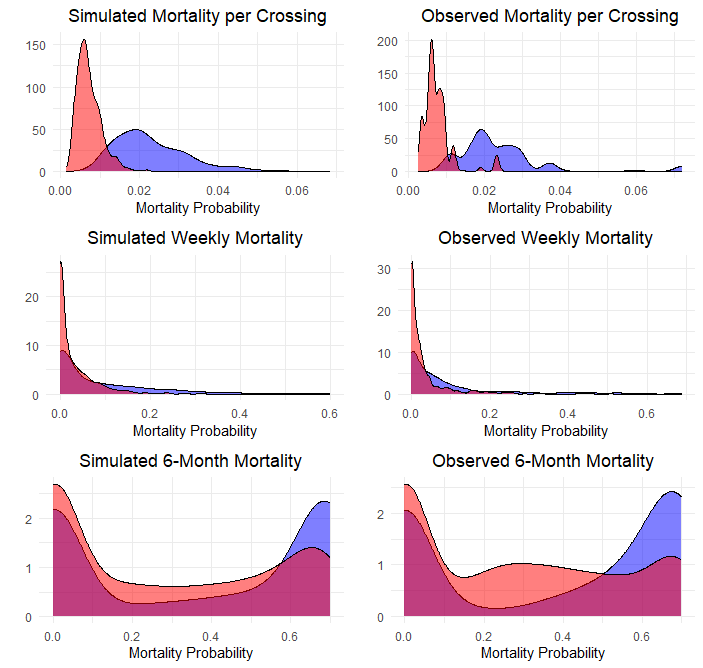 Simulated Mortality per Crossing
150
100
50
0
0.00 0.02 0.04 0.06
Mortality Probability
Observed Mortality per Crossing
200
150
100
50
0
0.00 0.02 0.04 0.06
Mortality Probability
Simulated Weekly Mortality
20
10
0
0.0 0.2 0.4 0.6
Mortality Probability
Observed Weekly Mortality
30
20
10
0
0.0 0.2 0.4 0.6
Mortality Probability
Simulated 6-Month Mortality
2
1
0
0.0 0.2 0.4 0.6
Mortality Probability
Observed 6-Month Mortality
2
1
0
0.0 0.2 0.4 0.6
Mortality Probability